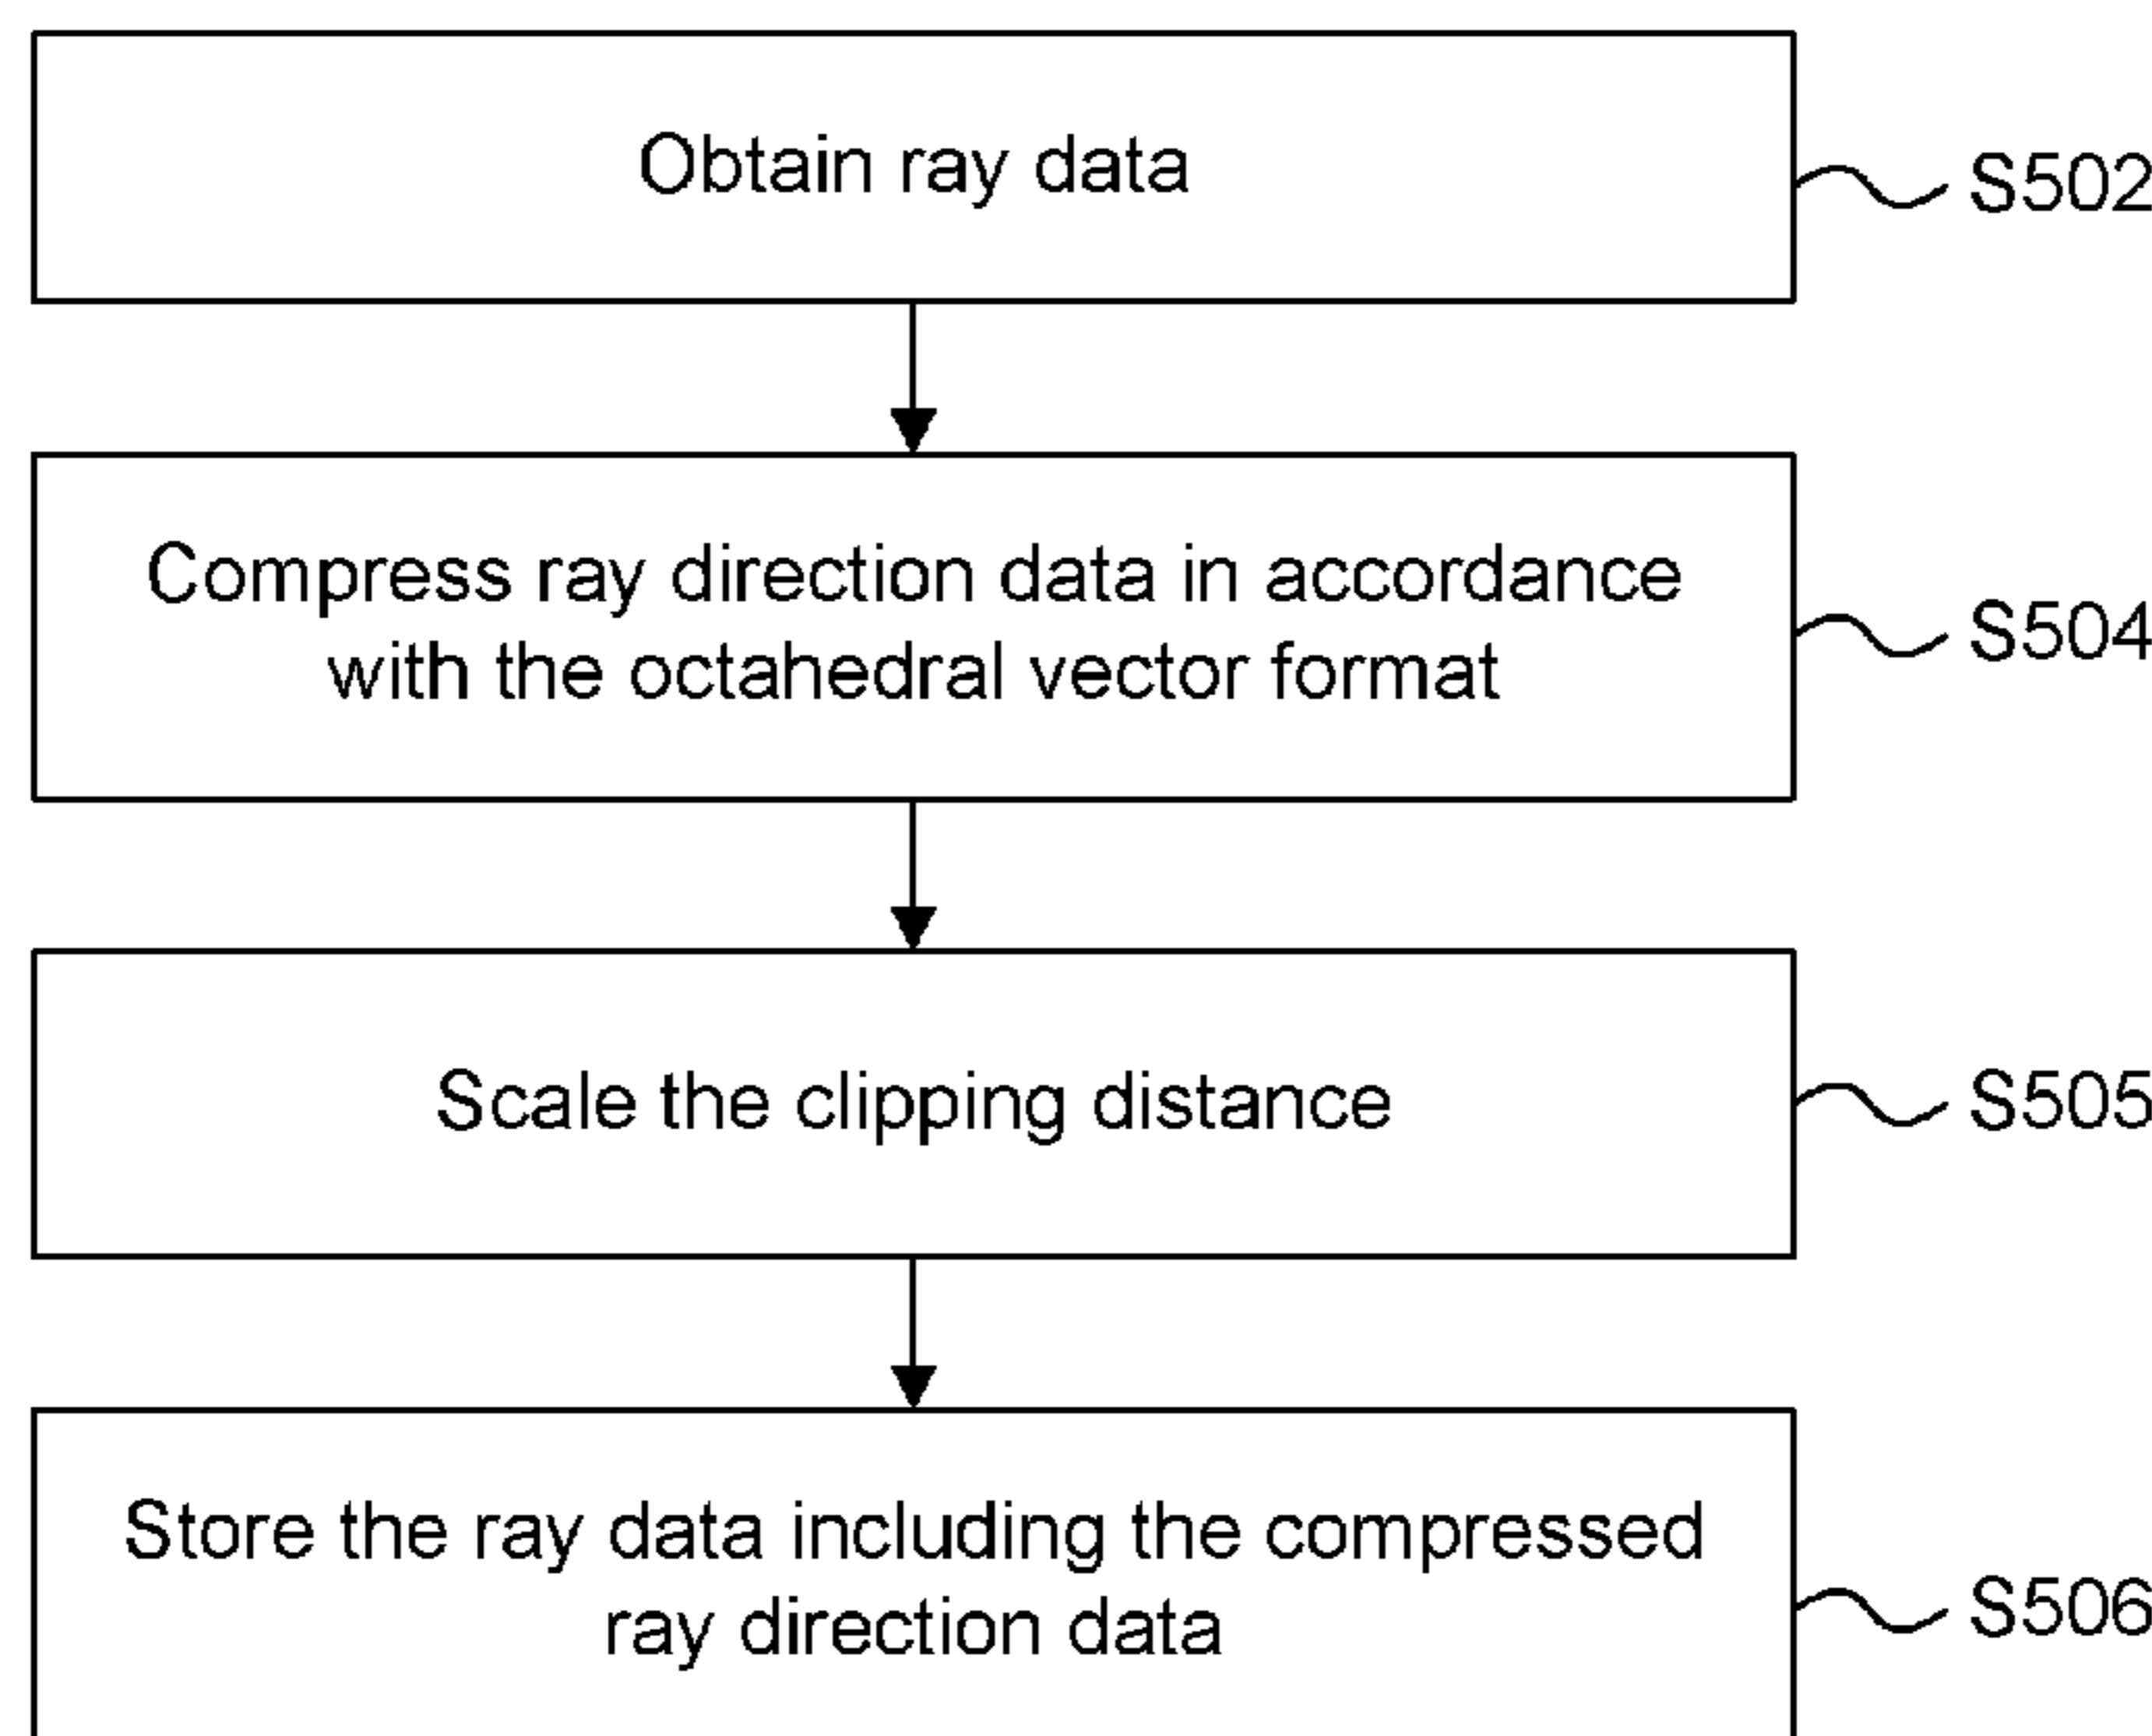 Obtain ray data
S502
Compress ray direction data in accordance
with the octahedral vector format
S504
Scale the clipping distance
S505
Store the ray data including the compressed
ray direction data
S506